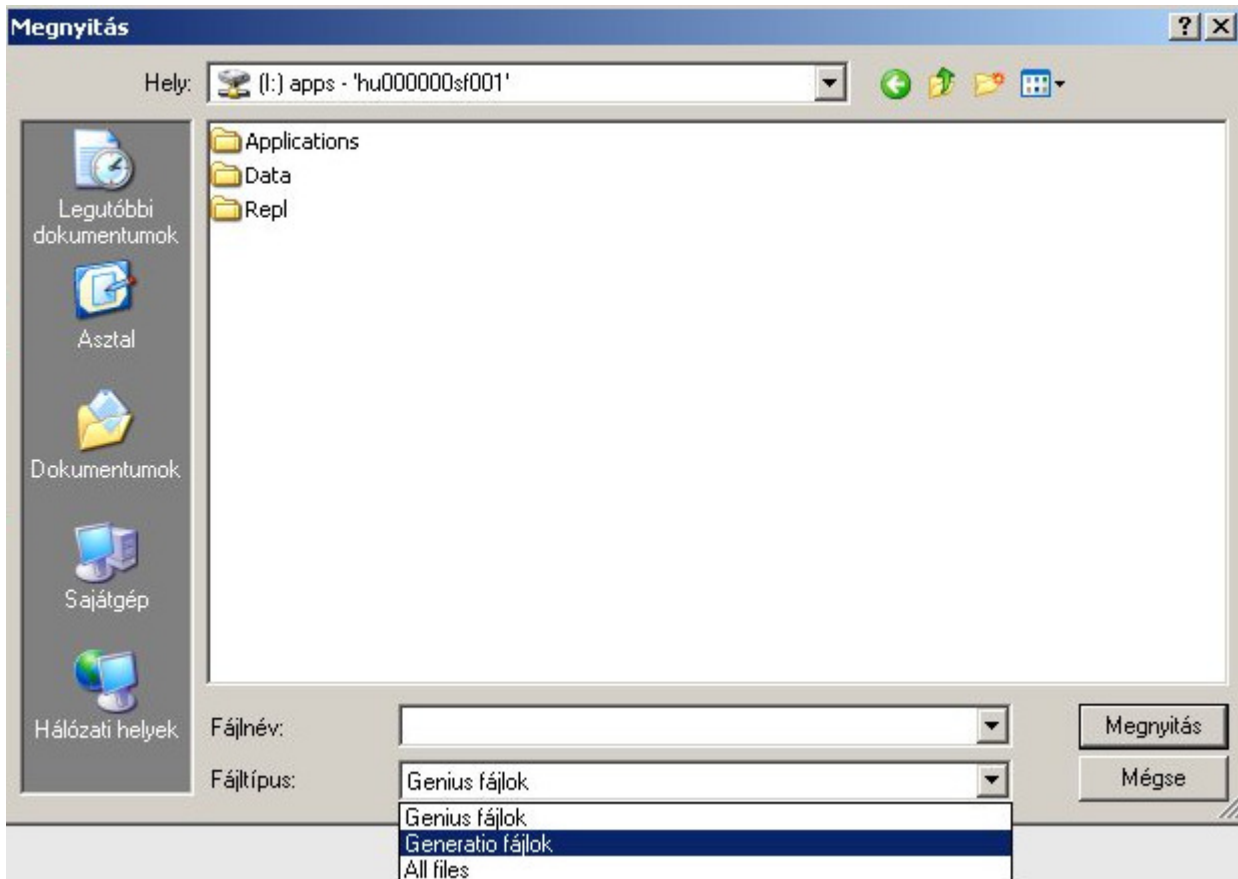 Megnyitás
Hely:
(I:) apps - 'hu000000sf001'
Applications
Data
Repl
Legutóbbi
dokumentumok
Asztal
Dokumentumok
Sajátgép
Hálózati helyek
Fájlnév:
Megnyitás
Fájltípus:
Genius fájlok
Mégse
Genius fájlok
Generatio fájlok
All files